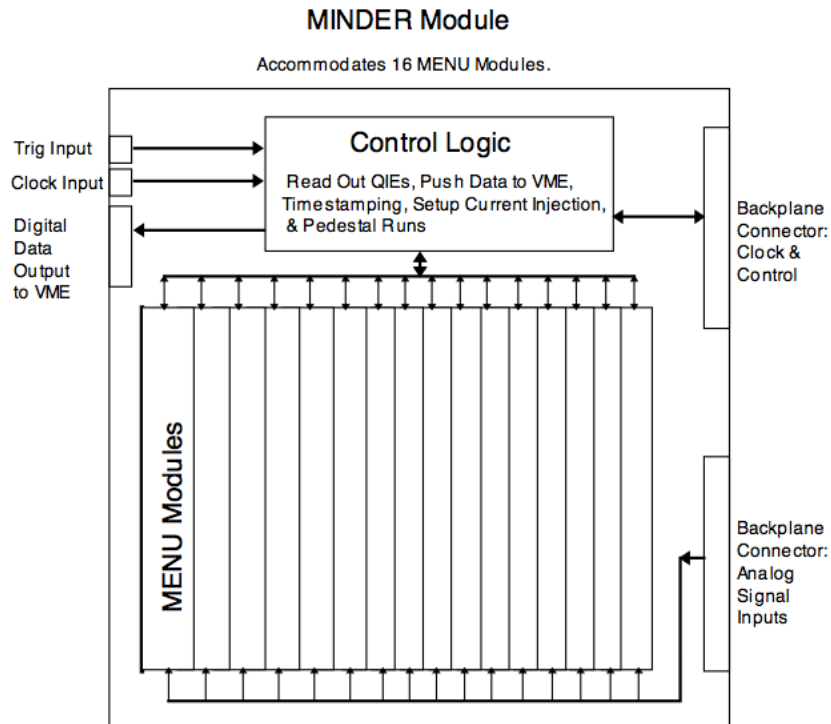 MINDER Module
Accommodates 16 MENU Modules.
Trig Input
Clock Input
Digital
Data
Output
to VME
Control Logic
Read Out QIEs, Push Data to VME,
Timestamping, Setup Current Injection,
& Pedestal Runs
Backplane
Connector:
Clock &
Control
MENU Modules
Backplane
Connector:
Analog
Signal
Inputs